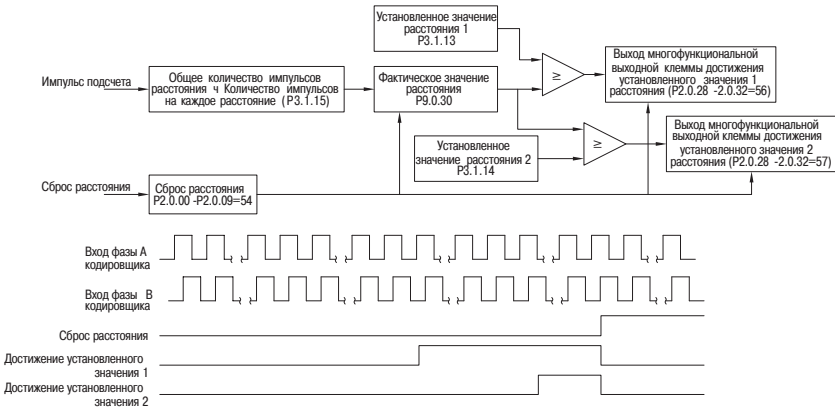 Установленное значение
расстояния 1
P3.1.13
Импульс подсчета
Общее количество импульсов
расстояния ч Количество импульсов
на каждое расстояние (P3.1.15)
Фактическое значение
расстояния
P9.0.30
≥
Выход многофункциональной
выходной клеммы достижения
установленного значения 1
расстояния (P2.0.28 -2.0.32=56)
Установленное
значение расстояния 2
P3.1.14
≥
Выход многофункциональной
выходной клеммы достижения
установленного значения 2
расстояния (P2.0.28 -2.0.32=57)
Сброс расстояния
Сброс расстояния
P2.0.00 -P2.0.09=54
Вход фазы A
кодировщика
Вход фазы B
кодировщика
Сброс расстояния
Достижение установленного
значения 1
Достижение установленного
значения 2